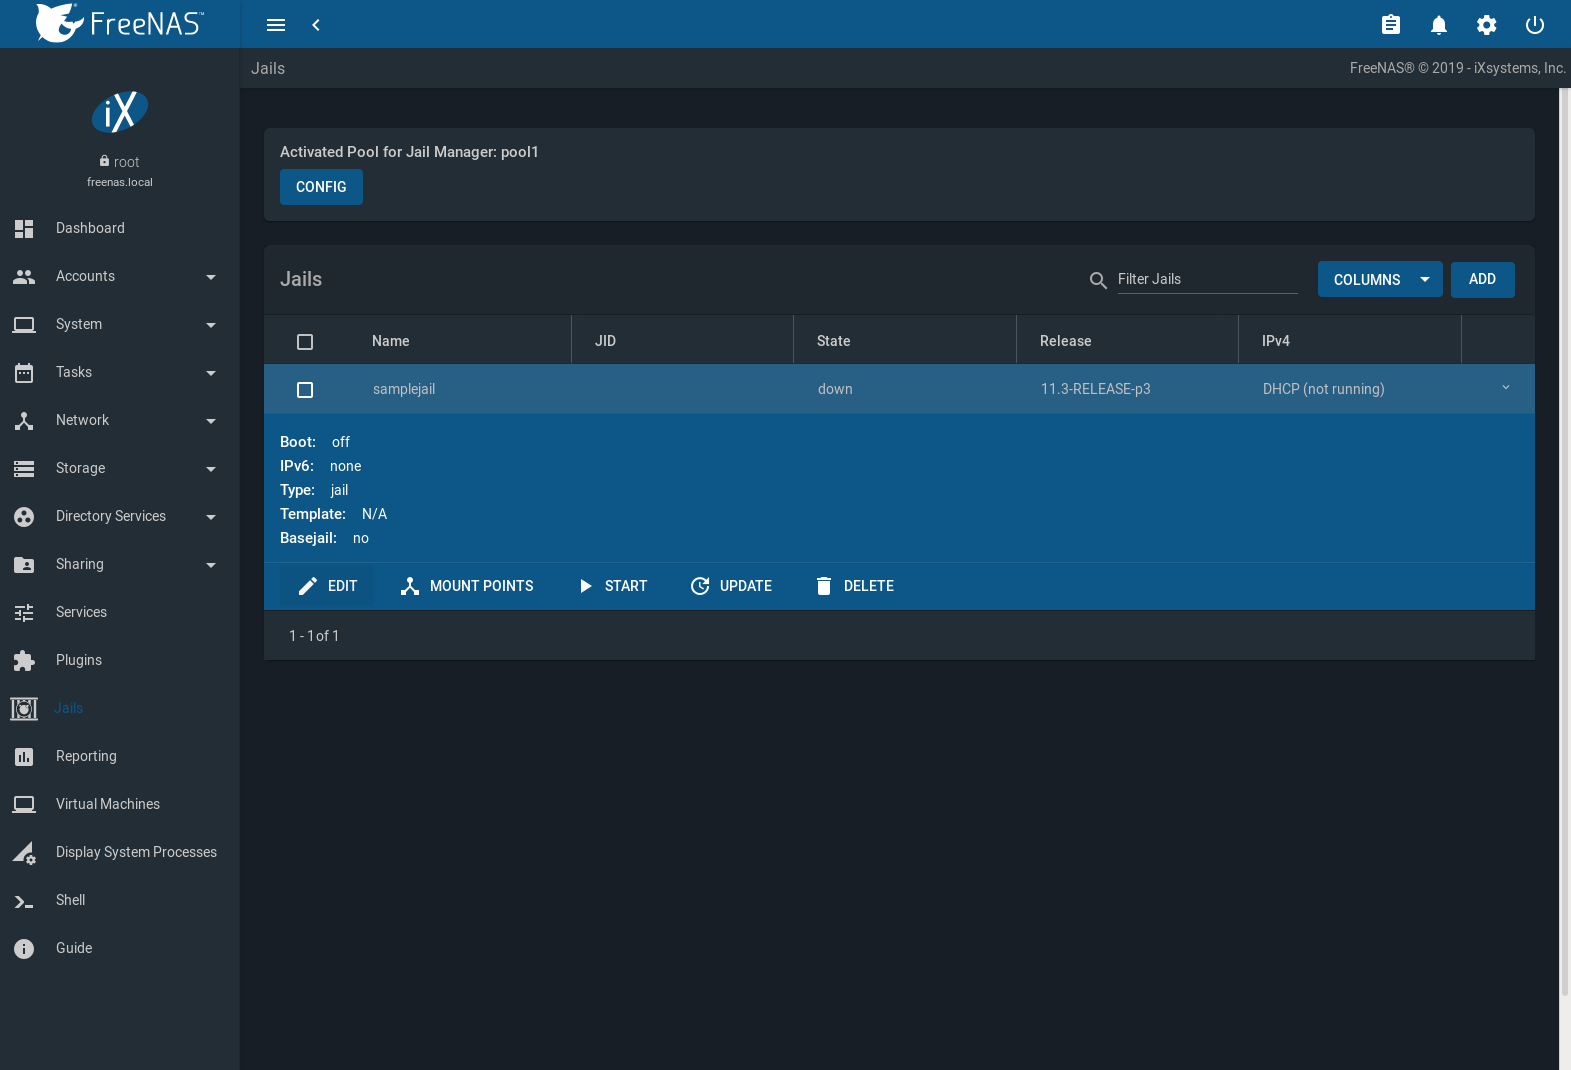 FreeNAS™
Jails
FreeNAS® © 2019 - iXsystems, Inc.
iX
root
freenas.local
Dashboard
Accounts
System
Tasks
Network
Storage
Directory Services
Sharing
Services
Plugins
Jails
Reporting
Virtual Machines
Display System Processes
Shell
Guide
Activated Pool for Jail Manager: pool1
CONFIG
Jails
Filter Jails
COLUMNS
ADD
Name JID State Release IPv4
samplejail down 11.3-RELEASE-p3 DHCP (not running)
Boot: off
IPv6: none
Type: jail
Template: N/A
Basejail: no
EDIT MOUNT POINTS START UPDATE DELETE
1 - 1 of 1